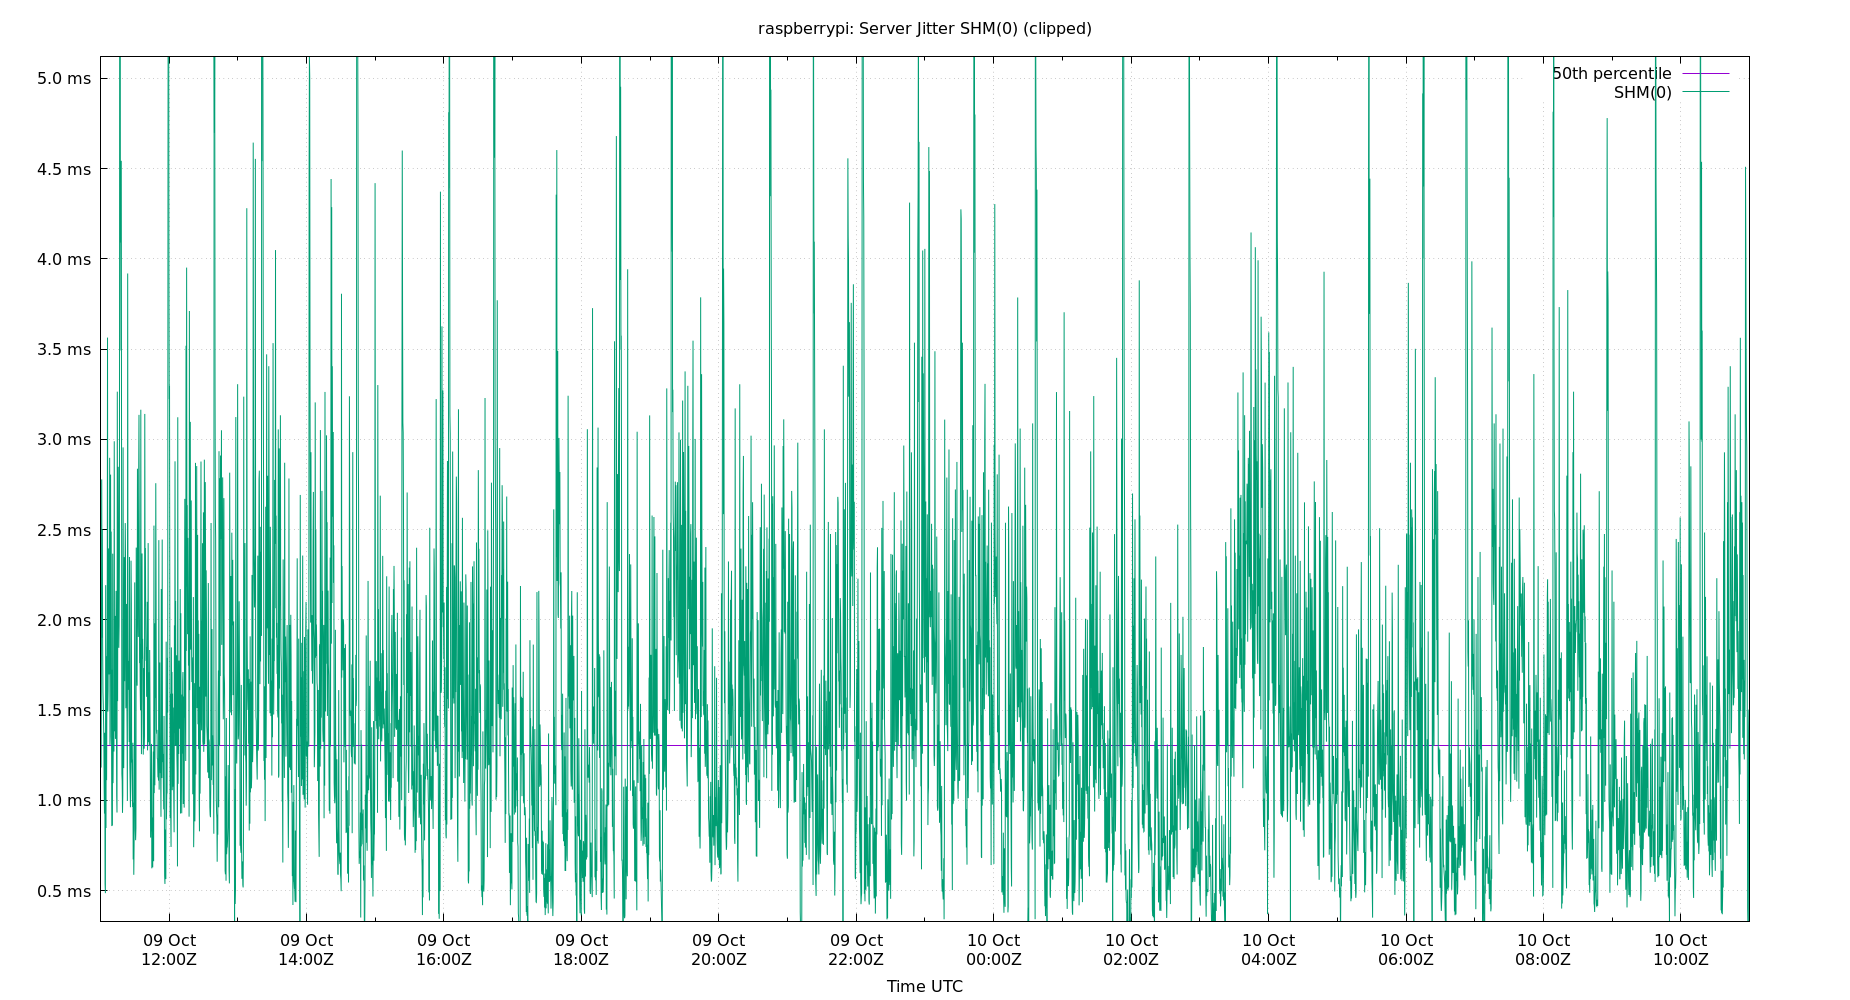 raspberrypi: Server Jitter SHM(0) (clipped)
50th percentile
SHM(0)
5.0 ms
4.5 ms
4.0 ms
3.5 ms
3.0 ms
2.5 ms
2.0 ms
1.5 ms
1.0 ms
0.5 ms
09 Oct 09 Oct 09 Oct 09 Oct 09 Oct 09 Oct 10 Oct 10 Oct 10 Oct 10 Oct 10 Oct 10 Oct
12:00Z 14:00Z 16:00Z 18:00Z 20:00Z 22:00Z 00:00Z 02:00Z 04:00Z 06:00Z 08:00Z 10:00Z
Time UTC